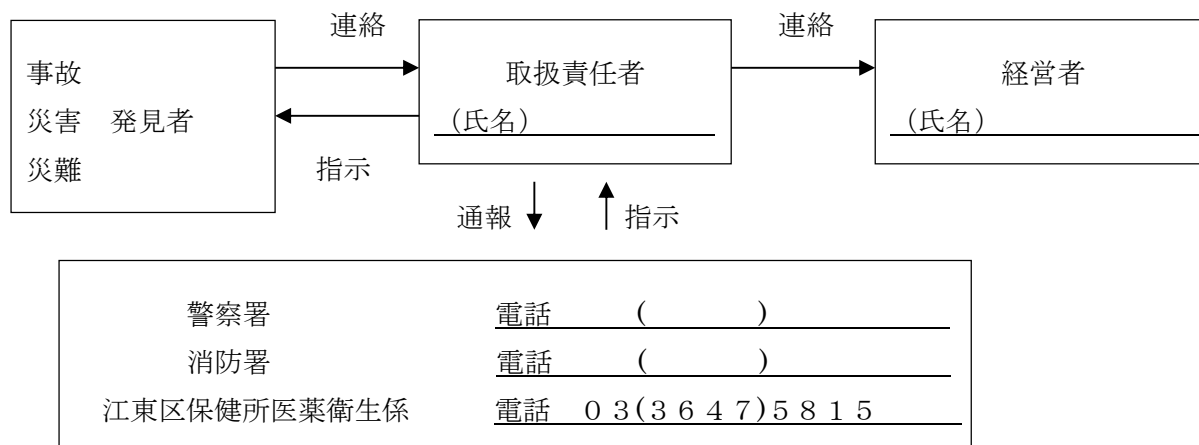 連絡
連絡
事故
災害　発見者
災難
取扱責任者
(氏名)
経営者
(氏名)
指示
通報
指示
警察署　電話　　（　　　　）
消防署　電話　　（　　　　）
江東区保健所医薬衛生係　電話　０３(３６４７)５８１５